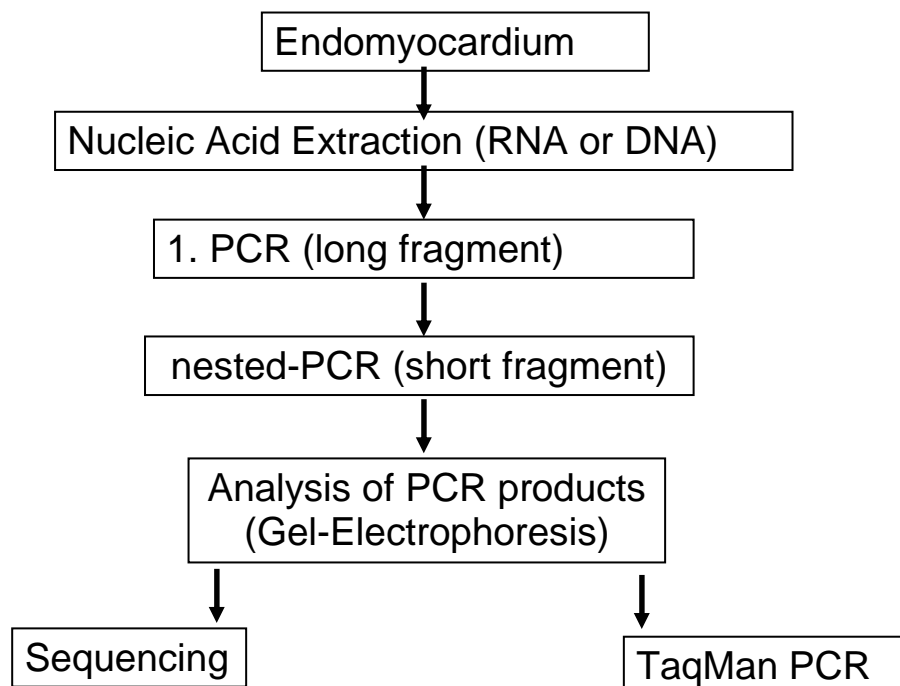 Endomyocardium
Nucleic Acid Extraction (RNA or DNA)
1. PCR (long fragment)
nested-PCR (short fragment)
Analysis of PCR products
(Gel-Electrophoresis)
Sequencing
TaqMan PCR